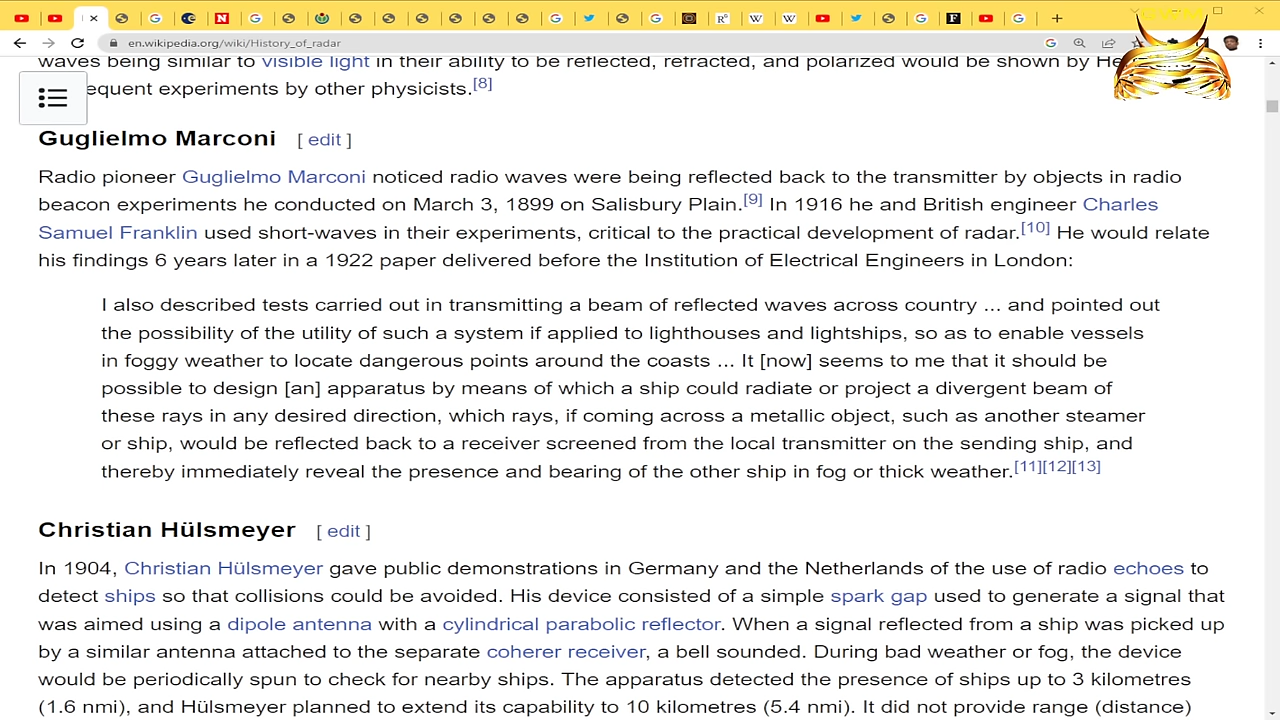 en.wikipedia.org/wiki/History_of_radar
waves being similar to visible light in their ability to be reflected, refracted, and polarized would be shown by
equent experiments by other physicists.[8]
Guglielmo Marconi [ edit ]
Radio pioneer Guglielmo Marconi noticed radio waves were being reflected back to the transmitter by objects in radio
beacon experiments he conducted on March 3, 1899 on Salisbury Plain.[9] In 1916 he and British engineer Charles
Samuel Franklin used short-waves in their experiments, critical to the practical development of radar.[10] He would relate
his findings 6 years later in a 1922 paper delivered before the Institution of Electrical Engineers in London:
I also described tests carried out in transmitting a beam of reflected waves across country ... and pointed out
the possibility of the utility of such a system if applied to lighthouses and lightships, so as to enable vessels
in foggy weather to locate dangerous points around the coasts ... It [now] seems to me that it should be
possible to design [an] apparatus by means of which a ship could radiate or project a divergent beam of
these rays in any desired direction, which rays, if coming across a metallic object, such as another steamer
or ship, would be reflected back to a receiver screened from the local transmitter on the sending ship, and
thereby immediately reveal the presence and bearing of the other ship in fog or thick weather.[11][12][13]
Christian Hülsmeyer [ edit ]
In 1904, Christian Hülsmeyer gave public demonstrations in Germany and the Netherlands of the use of radio echoes to
detect ships so that collisions could be avoided. His device consisted of a simple spark gap used to generate a signal that
was aimed using a dipole antenna with a cylindrical parabolic reflector. When a signal reflected from a ship was picked up
by a similar antenna attached to the separate coherer receiver, a bell sounded. During bad weather or fog, the device
would be periodically spun to check for nearby ships. The apparatus detected the presence of ships up to 3 kilometres
(1.6 nmi), and Hülsmeyer planned to extend its capability to 10 kilometres (5.4 nmi). It did not provide range (distance)